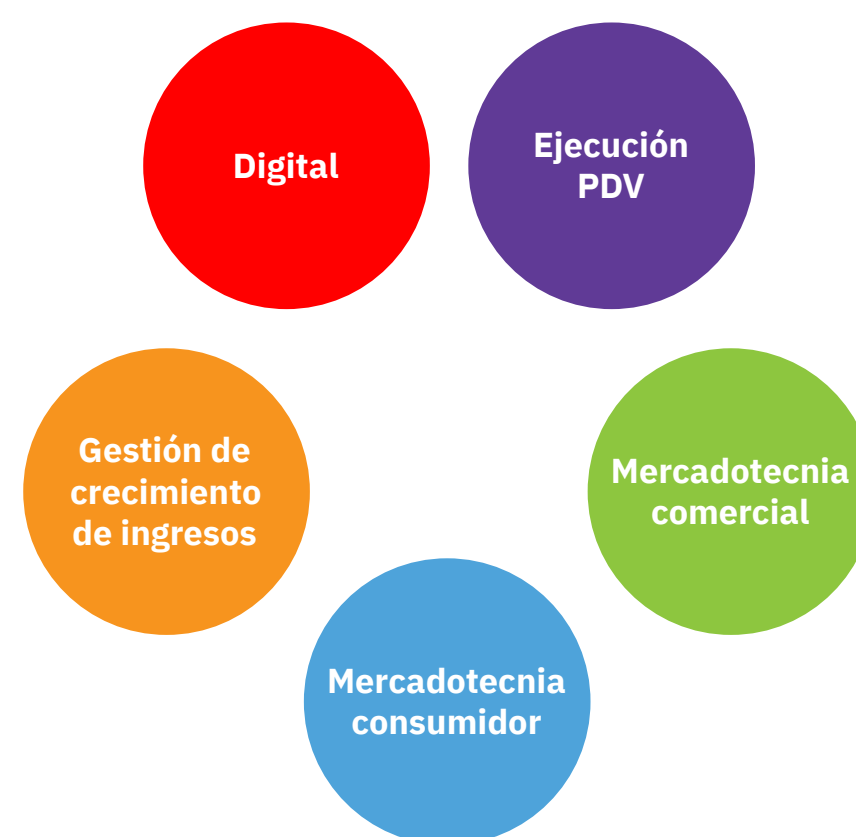 Digital
Ejecución
PDV
Gestión de
crecimiento
de ingresos
Mercadotecnia
comercial
Mercadotecnia
consumidor